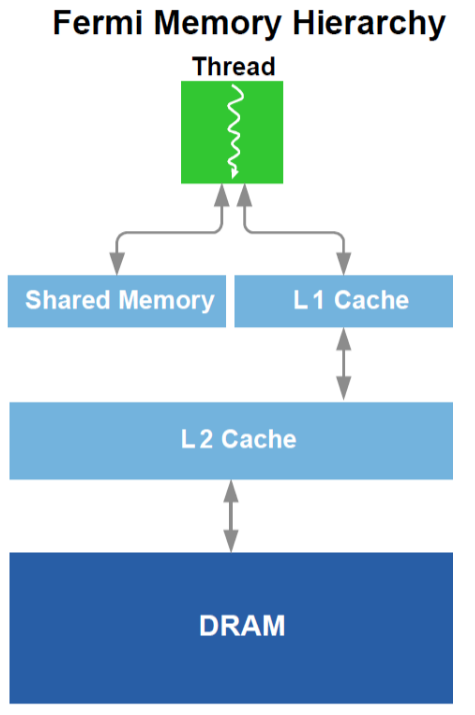 Fermi Memory Hierarchy
Thread
Shared Memory
L1 Cache
L2 Cache
DRAM